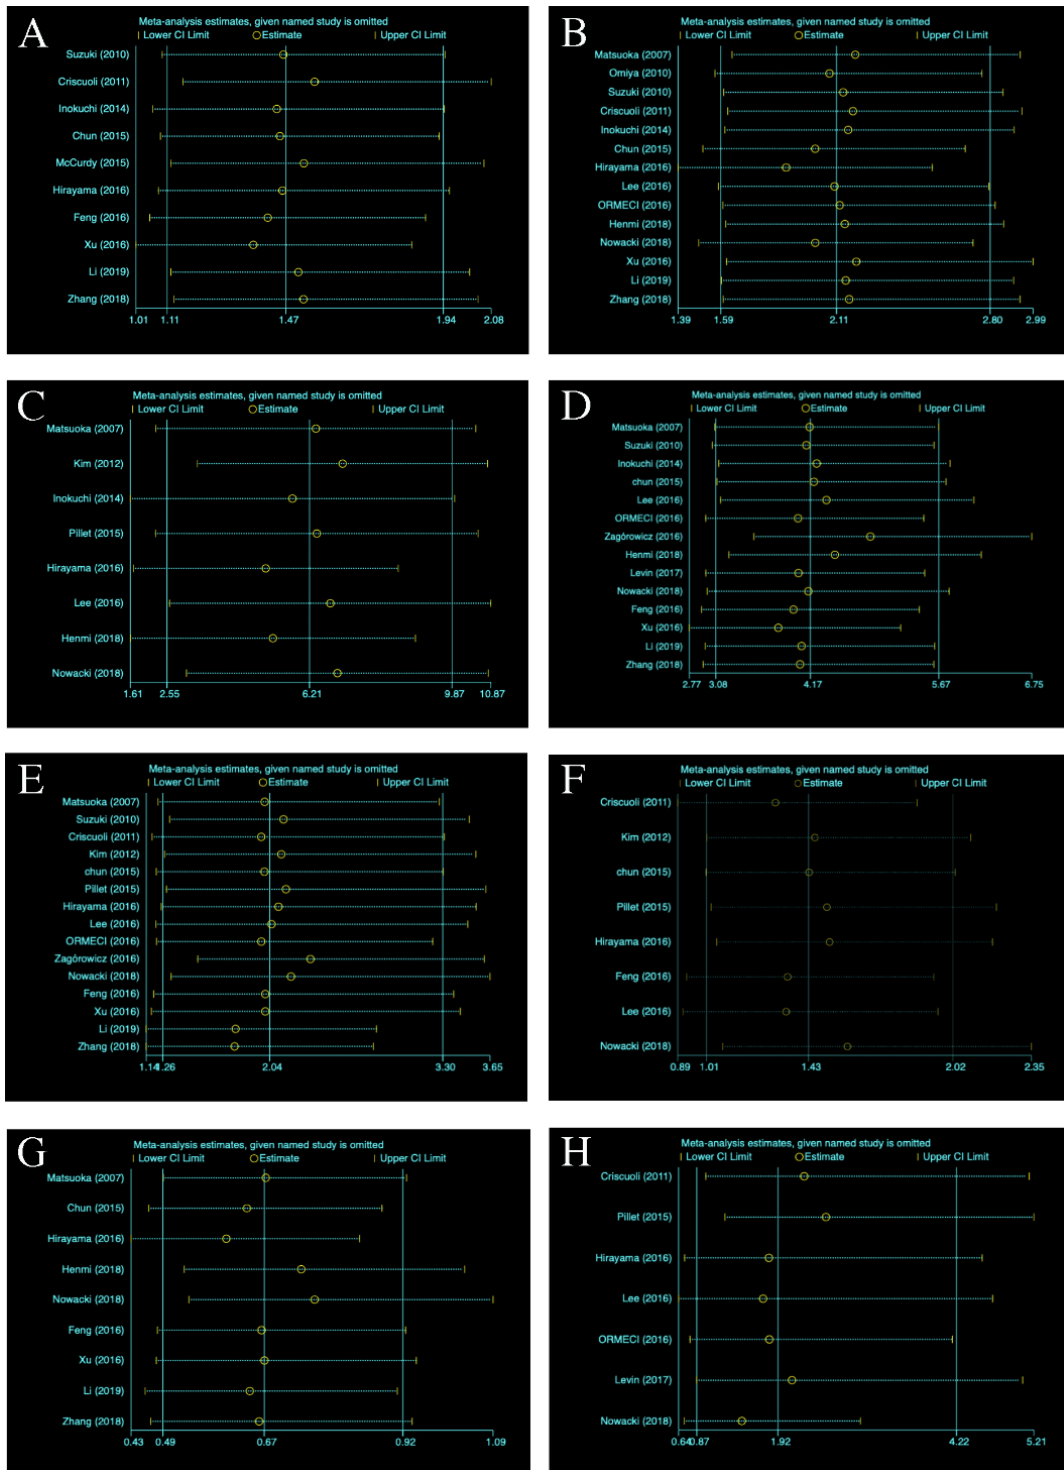 A
Meta-analysis estimates, given named study is omitted
Lower CI Limit Estimate Upper CI Limit
Suzuki (2010)
Criscuoli (2011)
Inokuchi (2014)
Chun (2015)
McCurdy (2015)
Hirayama (2016)
Feng (2016)
Xu (2016)
Li (2019)
Zhang (2018)
1.01 1.11 1.47 1.94 2.08
B
Meta-analysis estimates, given named study is omitted
Lower CI Limit Estimate Upper CI Limit
Matsuoka (2007)
Omiya (2010)
Suzuki (2010)
Criscuoli (2011)
Inokuchi (2014)
Chun (2015)
Hirayama (2016)
Lee (2016)
ORMECI (2016)
Henmi (2018)
Nowacki (2018)
Xu (2016)
Li (2019)
Zhang (2018)
1.39 1.59 2.11 2.80 2.99
C
Meta-analysis estimates, given named study is omitted
Lower CI Limit Estimate Upper CI Limit
Matsuoka (2007)
Kim (2012)
Inokuchi (2014)
Pillet (2015)
Hirayama (2016)
Lee (2016)
Henmi (2018)
Nowacki (2018)
1.61 2.55 6.21 9.87 10.87
D
Meta-analysis estimates, given named study is omitted
Lower CI Limit Estimate Upper CI Limit
Matsuoka (2007)
Suzuki (2010)
Inokuchi (2014)
chun (2015)
Lee (2016)
ORMECI (2016)
Zagórowicz (2016)
Henmi (2018)
Levin (2017)
Nowacki (2018)
Feng (2016)
Xu (2016)
Li (2019)
Zhang (2018)
2.77 3.08 4.17 5.67 6.75
E
Meta-analysis estimates, given named study is omitted
Lower CI Limit Estimate Upper CI Limit
Matsuoka (2007)
Suzuki (2010)
Criscuoli (2011)
Kim (2012)
chun (2015)
Pillet (2015)
Hirayama (2016)
Lee (2016)
ORMECI (2016)
Zagórowicz (2016)
Nowacki (2018)
Feng (2016)
Xu (2016)
Li (2019)
Zhang (2018)
1.14 1.26 2.04 3.30 3.65
F
Meta-analysis estimates, given named study is omitted
Lower CI Limit Estimate Upper CI Limit
Criscuoli (2011)
Kim (2012)
chun (2015)
Pillet (2015)
Hirayama (2016)
Feng (2016)
Lee (2016)
Nowacki (2018)
0.89 1.01 1.43 2.02 2.35
G
Meta-analysis estimates, given named study is omitted
Lower CI Limit Estimate Upper CI Limit
Matsuoka (2007)
Chun (2015)
Hirayama (2016)
Henmi (2018)
Nowacki (2018)
Feng (2016)
Xu (2016)
Li (2019)
Zhang (2018)
0.43 0.49 0.67 0.92 1.09
H
Meta-analysis estimates, given named study is omitted
Lower CI Limit Estimate Upper CI Limit
Criscuoli (2011)
Pillet (2015)
Hirayama (2016)
Lee (2016)
ORMECI (2016)
Levin (2017)
Nowacki (2018)
0.64 0.87 1.92 4.22 5.21